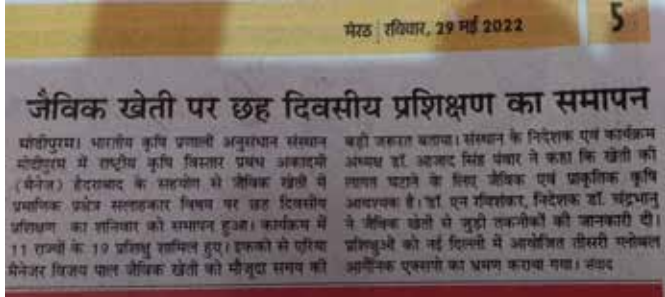 मेरठ | रविवार, 29 मई 2022
5
जैविक खेती पर छह दिवसीय प्रशिक्षण का समापन
मोदीपुरम। भारतीय कृषि प्रणाली अनुसंधान संस्थान
मोदीपुरम में राष्ट्रीय कृषि विस्तार प्रबंध अकादमी
(मैनेज) हैदराबाद के सहयोग से जैविक खेती में
प्रमाणिक प्रक्षेत्र सलाहकार विषय पर छह दिवसीय
प्रशिक्षण का शनिवार को समापन हुआ। कार्यक्रम में
11 राज्यों के 19 प्रशिक्षु शामिल हुए। इफको से एरिया
मैनेजर विजय पाल जैविक खेती को मौजूदा समय की
बड़ी जरूरत बताया। संस्थान के निदेशक एवं कार्यक्रम
अध्यक्ष डॉ. आजाद सिंह पंवार ने कहा कि खेती की
लागत घटाने के लिए जैविक एवं प्राकृतिक कृषि
आवश्यक है। डॉ एन रविशंकर, निदेशक डॉ. चंद्रभानु
ने जैविक खेती से जुड़ी तकनीकों की जानकारी दी।
प्रशिक्षुओं को नई दिल्ली में आयोजित तीसरी ग्लोबल
आर्गेनिक एक्सपो का भ्रमण कराया गया। संवाद